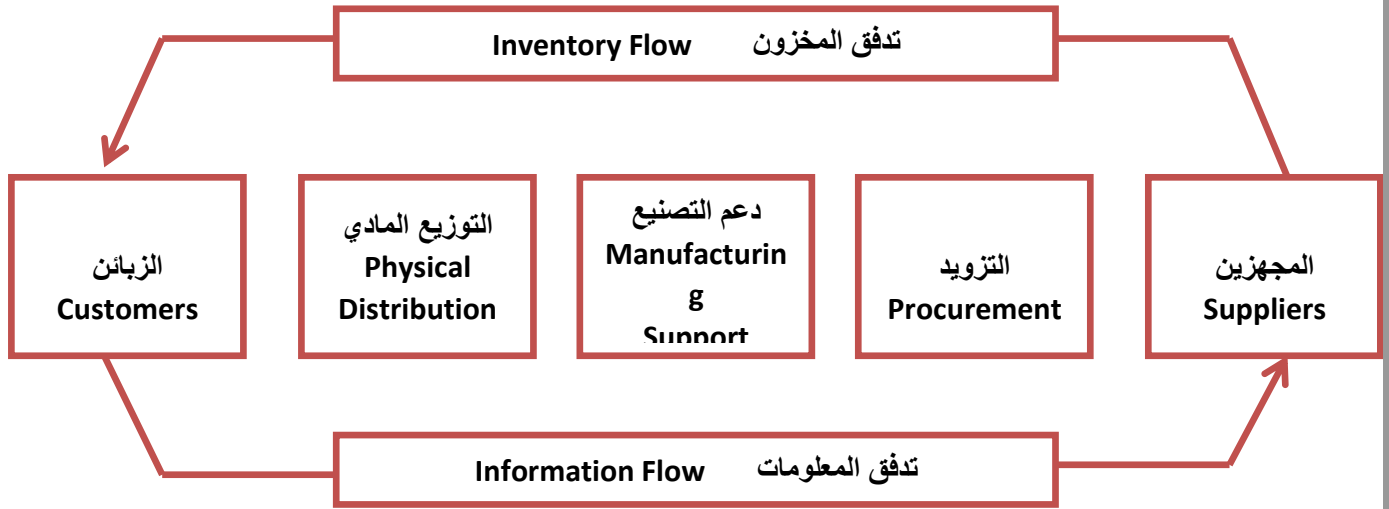 Inventory Flow تدفق المخزون
الزبائن
Customers
التوزيع المادي
Physical
Distribution
دعم التصنيع
Manufacturin
g
Support
التزويد
Procurement
المجهزين
Suppliers
Information Flow تدفق المعلومات